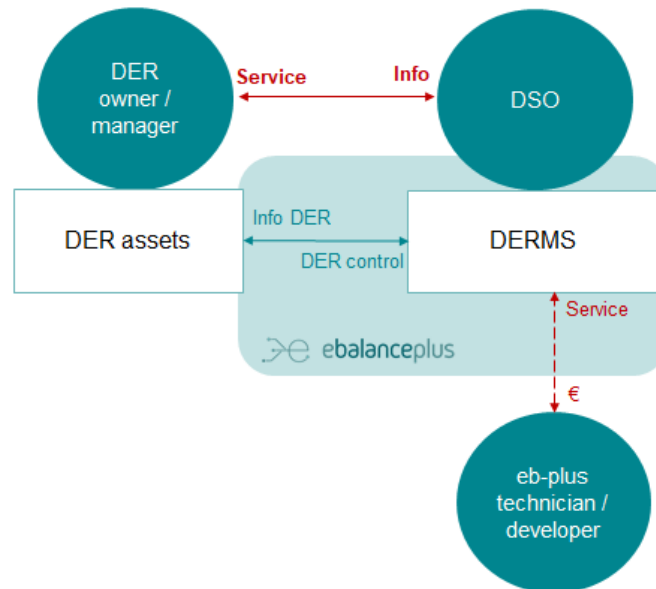 DER
owner /
manager
Service
Info
DSO
DER assets
Info DER
DER control
DERMS
Service
ebalanceplus
€
eb-plus
technician /
developer